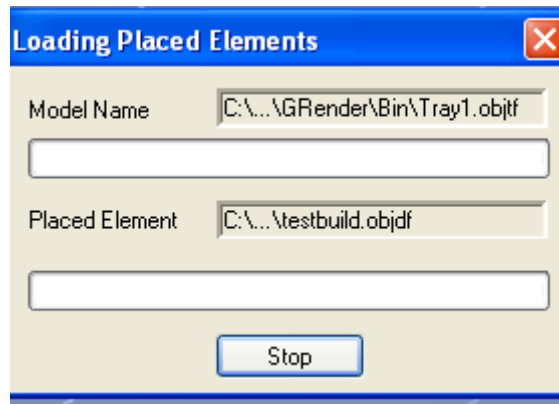 Loading Placed Elements
Model Name C:\...\GRender\Bin\Tray1.objtf
Placed Element C:\...\testbuild.objdf
Stop